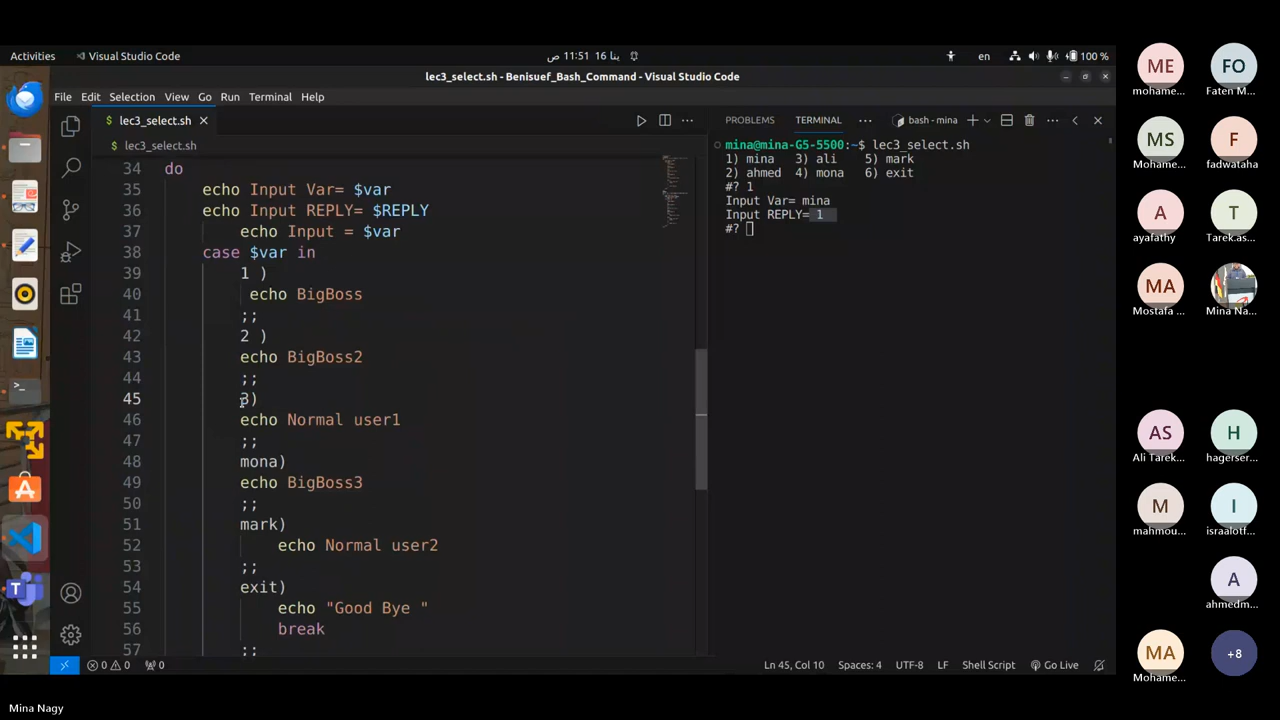 Activities
Visual Studio Code
ص 11:51 16 ينا
en
100 %
lec3_select.sh - Benisuef_Bash_Command - Visual Studio Code
File Edit Selection View Go Run Terminal Help
lec3_select.sh
lec3_select.sh
34 do
35 echo Input Var= $var
36 echo Input REPLY= $REPLY
37 echo Input = $var
38 case $var in
39 1 )
40 echo BigBoss
41 ;;
42 2 )
43 echo BigBoss2
44 ;;
45 3)
46 echo Normal user1
47 ;;
48 mona)
49 echo BigBoss3
50 ;;
51 mark)
52 echo Normal user2
53 ;;
54 exit)
55 echo "Good Bye "
56 break
57 ;;
PROBLEMS TERMINAL ··· bash - mina
mina@mina-G5-5500:~$ lec3_select.sh
1) mina 3) ali 5) mark
2) ahmed 4) mona 6) exit
#? 1
Input Var= mina
Input REPLY= 1
#?
0 0 0
Ln 45, Col 10 Spaces: 4 UTF-8 LF Shell Script Go Live
ME FO
mohame... Faten M...
MS F
Mohame... fadwataha
A T
ayafathy Tarek.as...
MA
Mostafa ... Mina Na...
AS H
Ali Tarek... hagerser...
M I
mahmou... israalotf...
A
ahmedm...
MA +8
Mohame...
Mina Nagy